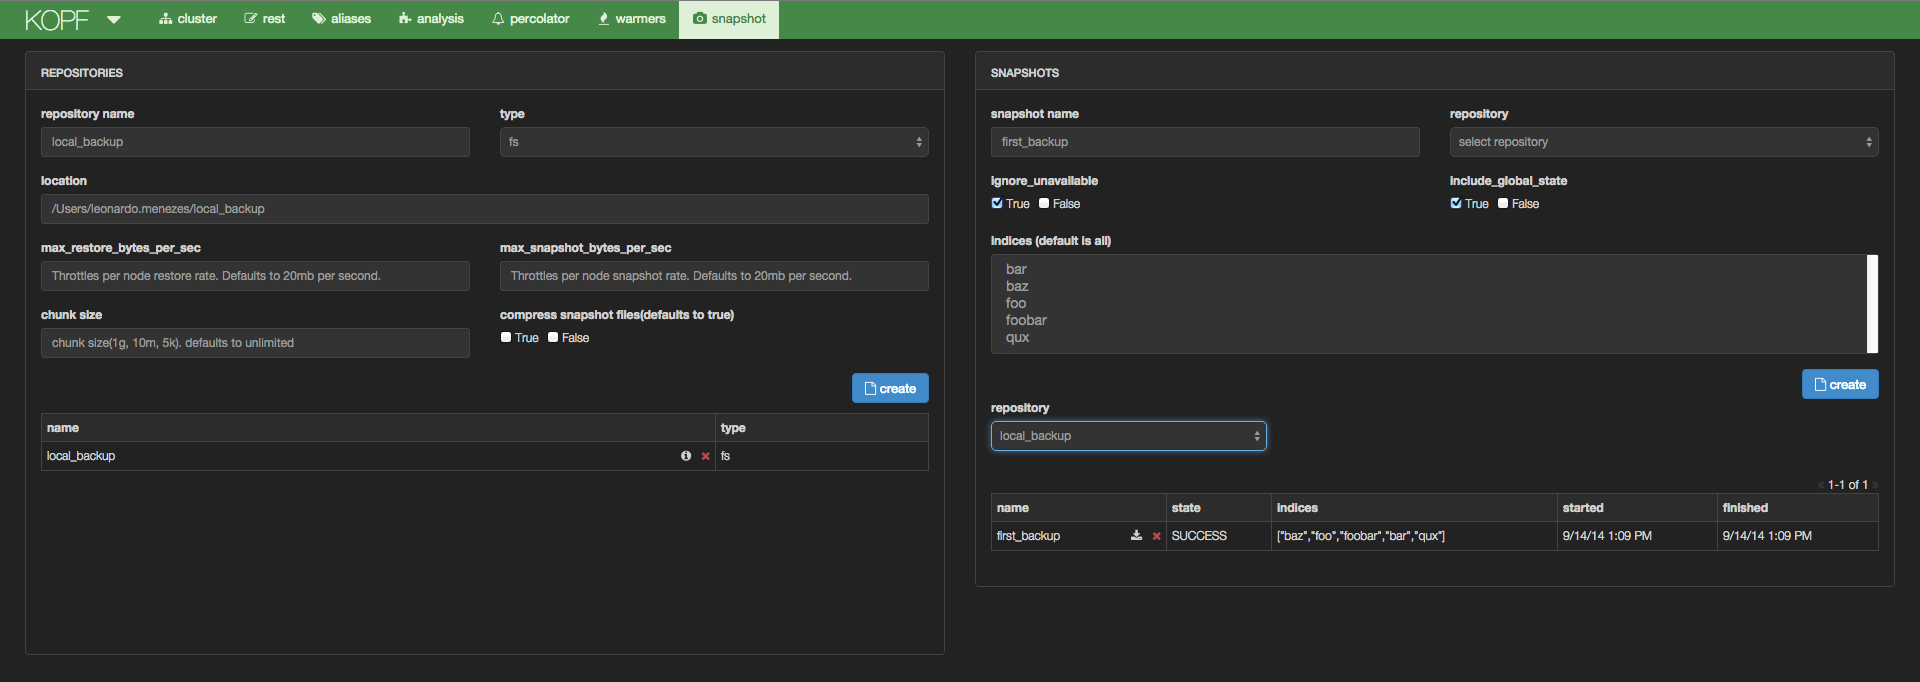 KOPF cluster rest aliases analysis percolator warmers snapshot
REPOSITORIES
repository name type
local_backup fs
location
/Users/leonardo.menezes/local_backup
max_restore_bytes_per_sec max_snapshot_bytes_per_sec
Throttles per node restore rate. Defaults to 20mb per second. Throttles per node snapshot rate. Defaults to 20mb per second.
chunk size compress snapshot files(defaults to true)
chunk size(1g, 10m, 5k). defaults to unlimited True False
create
name type
local_backup fs
SNAPSHOTS
snapshot name repository
first_backup select repository
ignore_unavailable include_global_state
True False True False
indices (default is all)
bar
baz
foo
foobar
qux
create
repository
local_backup
« 1-1 of 1 »
name state indices started finished
first_backup SUCCESS ["baz","foo","foobar","bar","qux"] 9/14/14 1:09 PM 9/14/14 1:09 PM